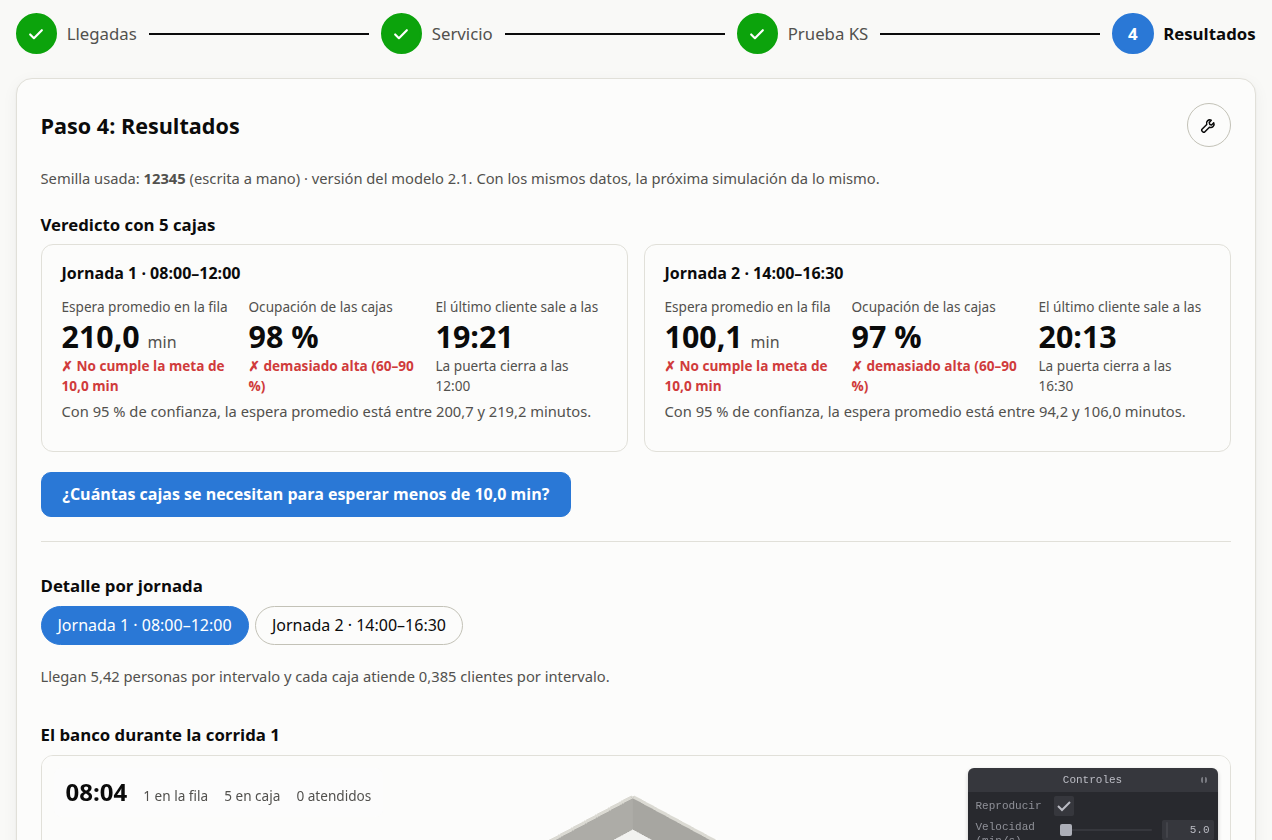 Llegadas
Servicio
Prueba KS
4 Resultados
Paso 4: Resultados
Semilla usada: 12345 (escrita a mano) · versión del modelo 2.1. Con los mismos datos, la próxima simulación da lo mismo.
Veredicto con 5 cajas
Jornada 1 · 08:00–12:00
Espera promedio en la fila
210,0 min
✗ No cumple la meta de
10,0 min
Ocupación de las cajas
98 %
✗ demasiado alta (60–90
%)
El último cliente sale a las
19:21
La puerta cierra a las
12:00
Con 95 % de confianza, la espera promedio está entre 200,7 y 219,2 minutos.
Jornada 2 · 14:00–16:30
Espera promedio en la fila
100,1 min
✗ No cumple la meta de
10,0 min
Ocupación de las cajas
97 %
✗ demasiado alta (60–90
%)
El último cliente sale a las
20:13
La puerta cierra a las
16:30
Con 95 % de confianza, la espera promedio está entre 94,2 y 106,0 minutos.
¿Cuántas cajas se necesitan para esperar menos de 10,0 min?
Detalle por jornada
Jornada 1 · 08:00–12:00
Jornada 2 · 14:00–16:30
Llegan 5,42 personas por intervalo y cada caja atiende 0,385 clientes por intervalo.
El banco durante la corrida 1
08:04 1 en la fila 5 en caja 0 atendidos
Controles
Reproducir
Velocidad 5.0
(min/s)